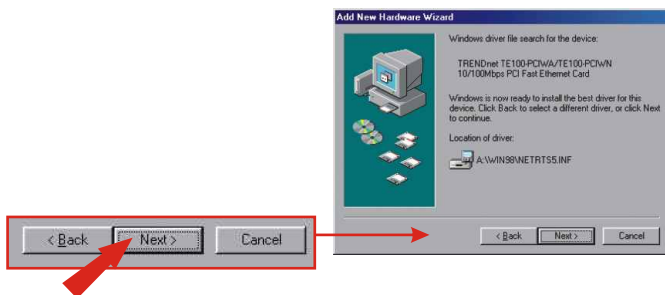 Add New Hardware Wizard
Windows driver file search for the device:
TRENDnet TE100-PCIWA/TE100-PCIWN
10/100Mbps PCI Fast Ethernet Card
Windows is now ready to install the best driver for this
device. Click Back to select a different driver, or click Next
to continue.
Location of driver:
A:\WIN98\NETRTS5.INF
< Back Next > Cancel
< Back Next > Cancel